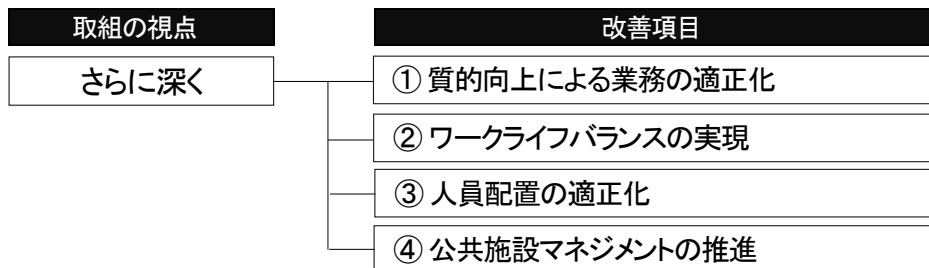 取組の視点
改善項目
さらに深く
① 質的向上による業務の適正化
② ワークライフバランスの実現
③ 人員配置の適正化
④ 公共施設マネジメントの推進